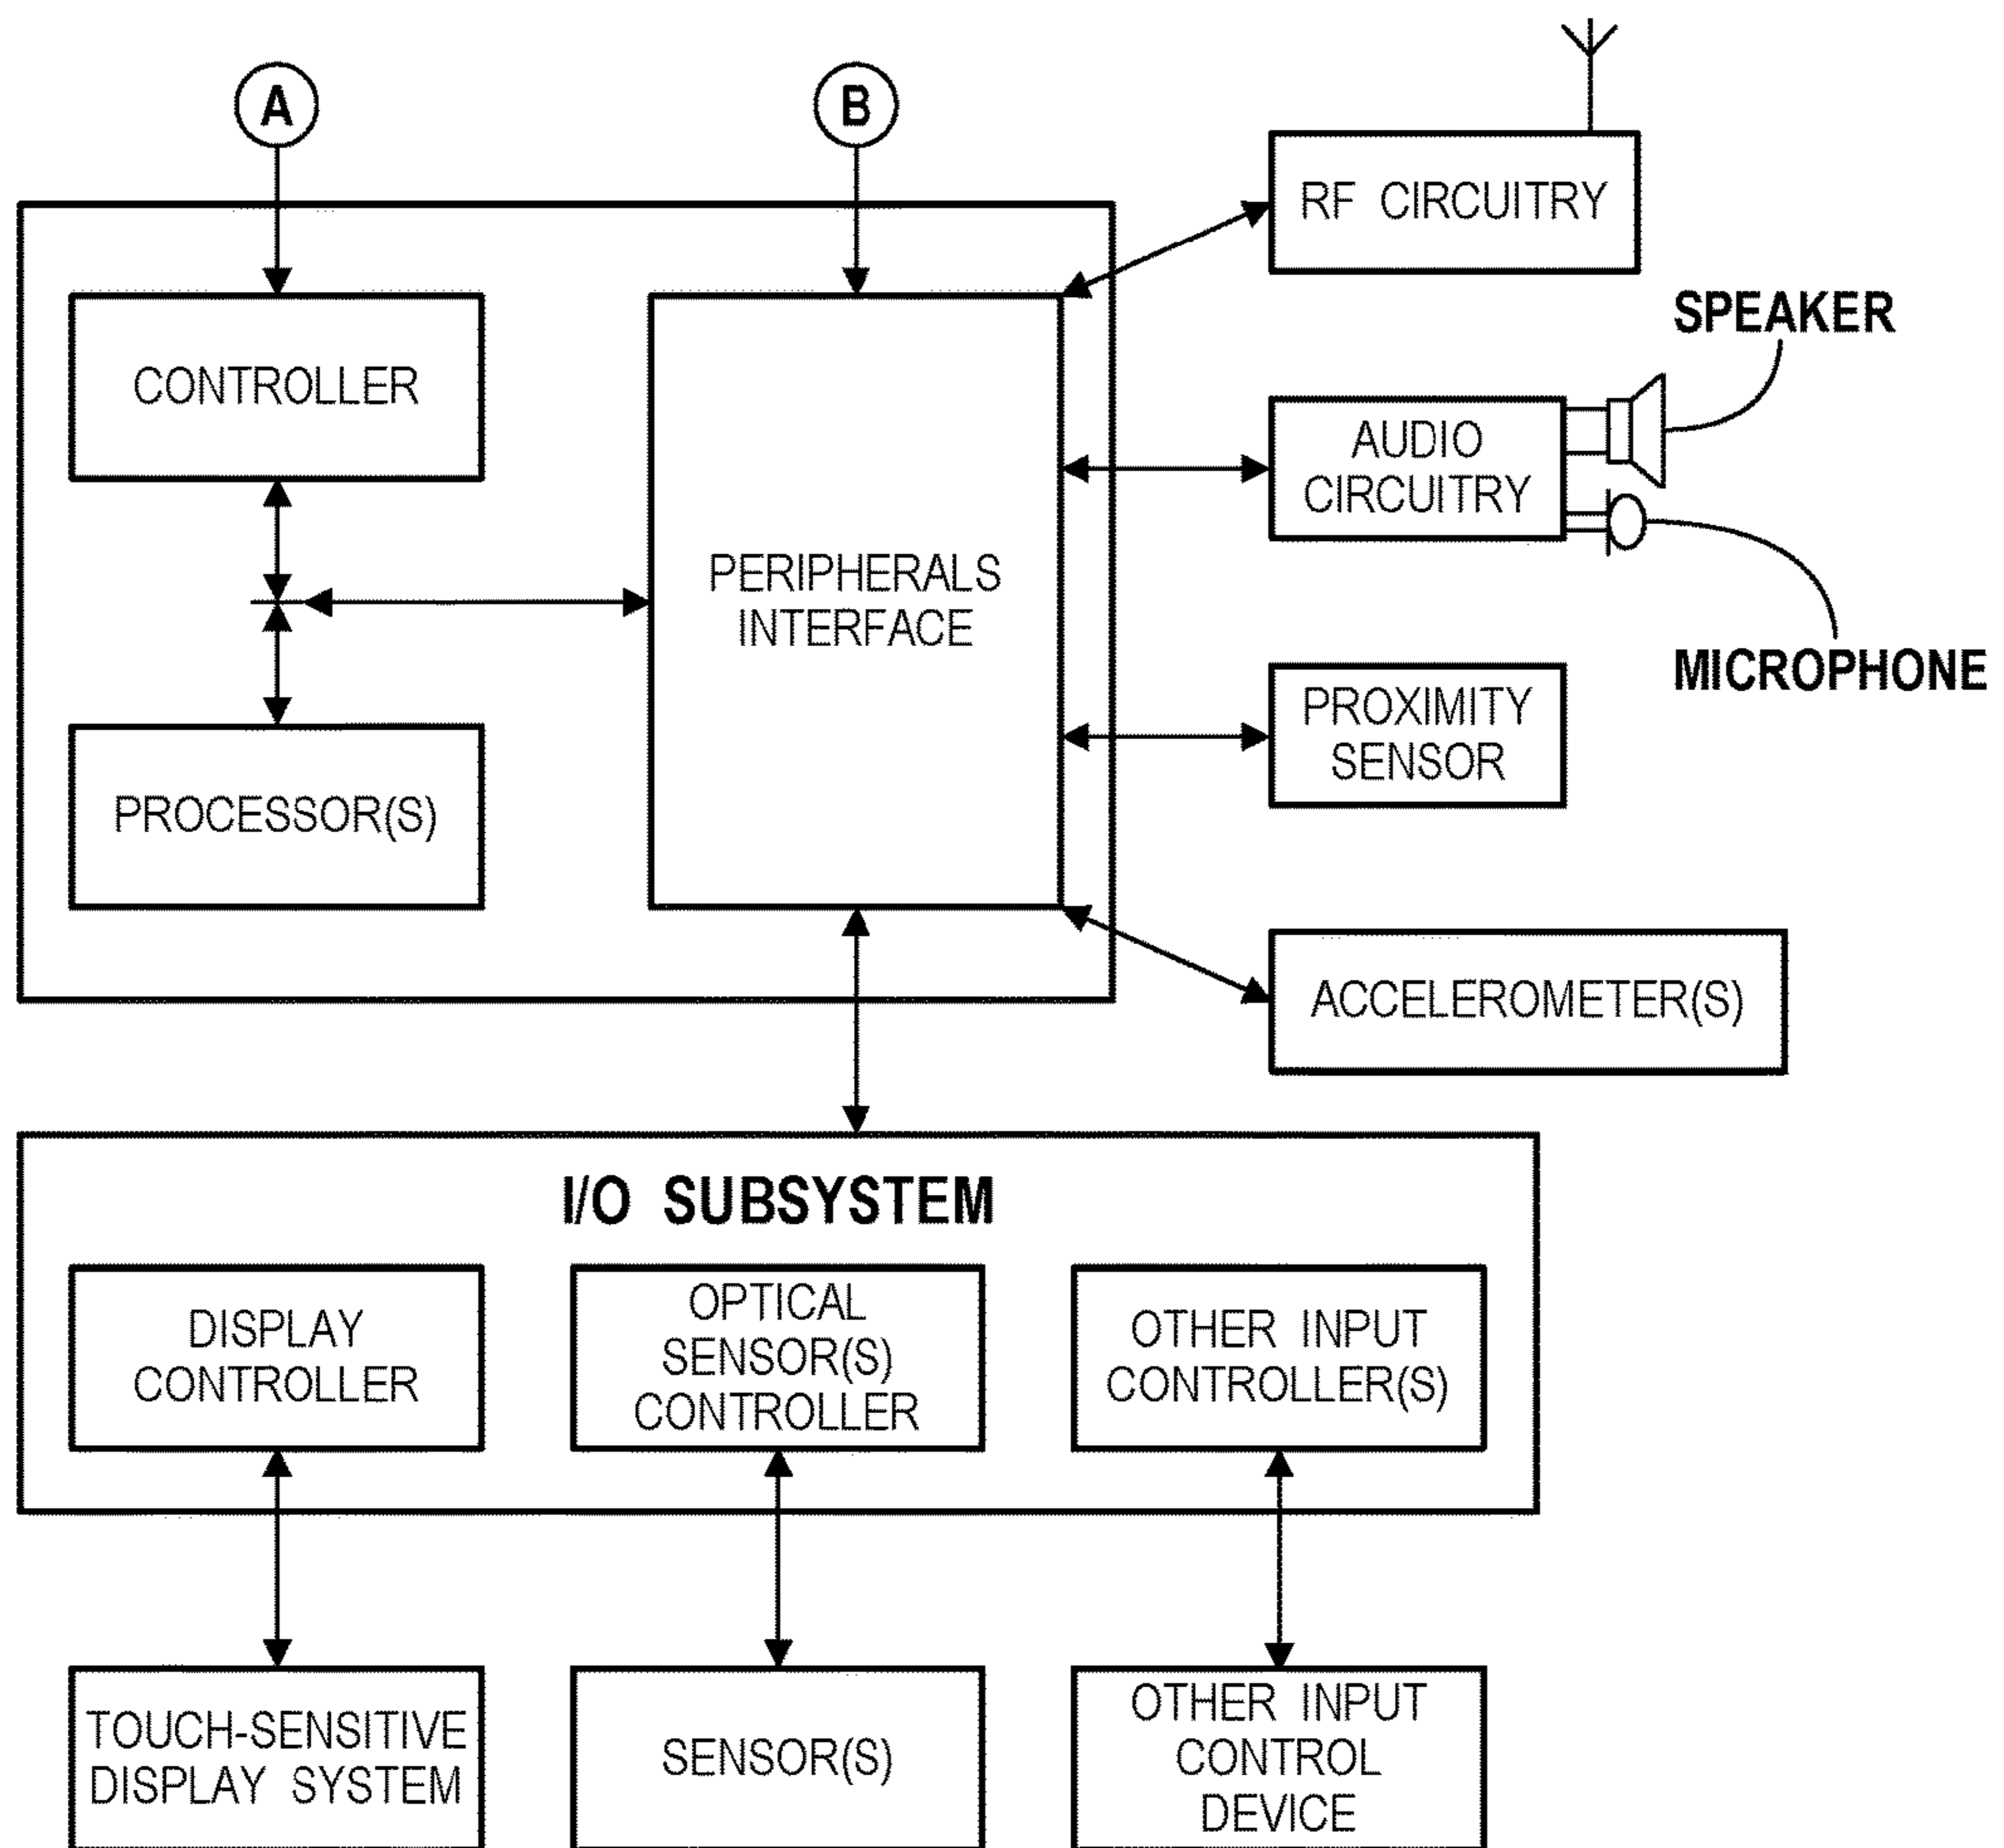 A
B
RF CIRCUITRY
SPEAKER
CONTROLLER
AUDIO
CIRCUITRY
PERIPHERALS
INTERFACE
MICROPHONE
PROXIMITY
SENSOR
PROCESSOR(S)
ACCELEROMETER(S)
I/O SUBSYSTEM
DISPLAY
CONTROLLER
OPTICAL
SENSOR(S)
CONTROLLER
OTHER INPUT
CONTROLLER(S)
TOUCH-SENSITIVE
DISPLAY SYSTEM
SENSOR(S)
OTHER INPUT
CONTROL
DEVICE